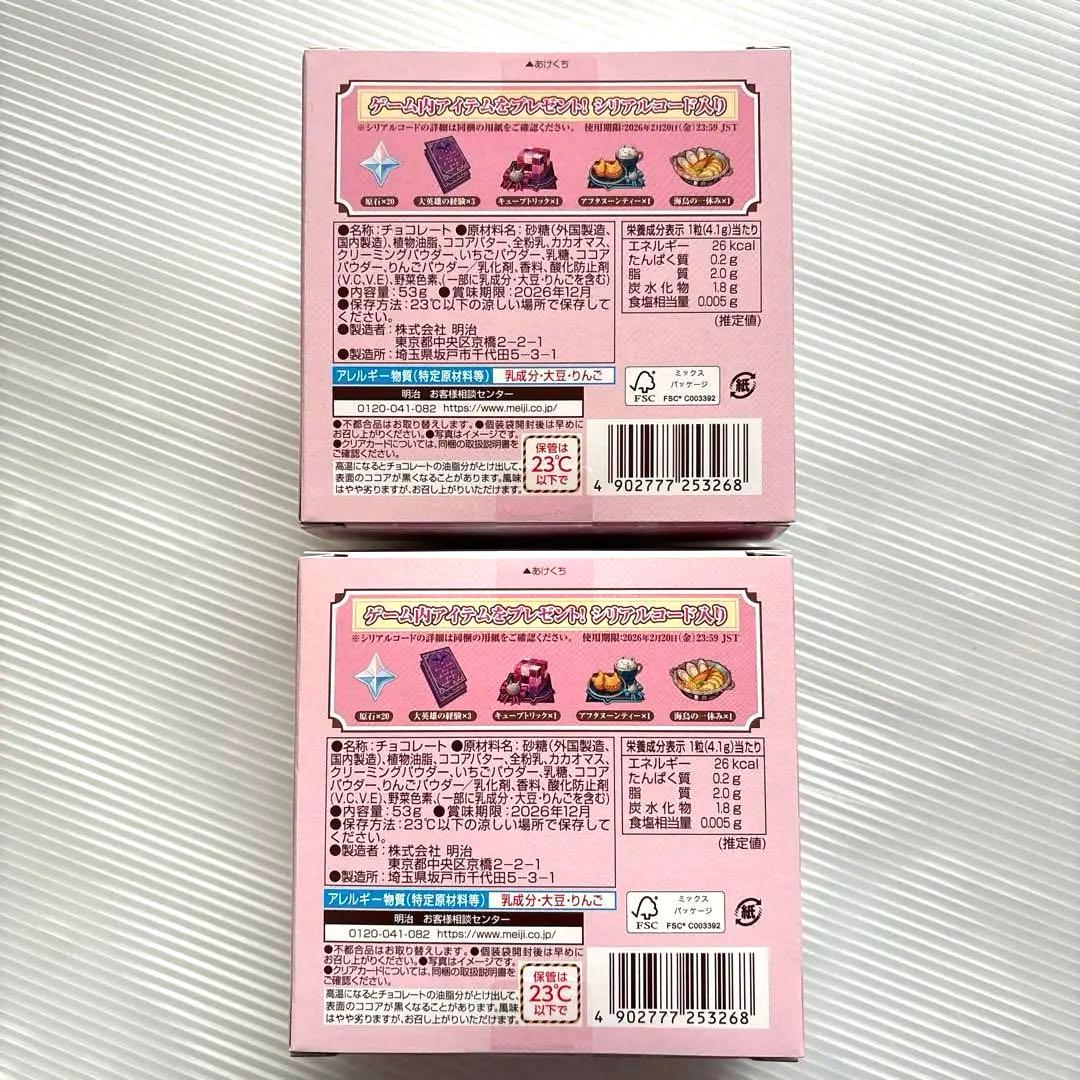 ▲あけくち
ゲーム内アイテムをプレゼント! シリアルコード入り
※シリアルコードの詳細は同梱の用紙をご確認ください。 使用期限:2026年2月20日(金)23:59 JST
原石×20 大英雄の経験×3 キューブトリック×1 アフタヌーンティー×1 海鳥の一休み×1
●名称:チョコレート ●原材料名:砂糖(外国製造、
国内製造)、植物油脂、ココアバター、全粉乳、カカオマス、
クリーミングパウダー、いちごパウダー、乳糖、ココア
パウダー、りんごパウダー/乳化剤、香料、酸化防止剤
(V.C、V.E)、野菜色素、(一部に乳成分・大豆・りんごを含む)
●内容量:53g ●賞味期限:2026年12月
●保存方法:23℃以下の涼しい場所で保存して
ください。
●製造者:株式会社 明治
東京都中央区京橋2-2-1
●製造所:埼玉県坂戸市千代田5-3-1
栄養成分表示 1粒(4.1g)当たり
エネルギー 26 kcal
たんぱく質 0.2 g
脂質 2.0 g
炭水化物 1.8 g
食塩相当量 0.005 g
(推定値)
アレルギー物質(特定原材料等) 乳成分・大豆・りんご
明治 お客様相談センター
0120-041-082 https://www.meiji.co.jp/
ミックス
パッケージ
FSC FSC® C003392
紙
●不都合品はお取り替えします。●個装袋開封後は早めに
お召し上がりください。●写真はイメージです。
●クリアカードについては、同梱の取扱説明書を
ご確認ください。
高温になるとチョコレートの油脂分がとけ出して、
表面のココアが黒くなることがあります。風味
はやや劣りますが、お召し上がりいただけます。
保管は
23℃
以下で
4 902777 253268
▲あけくち
ゲーム内アイテムをプレゼント! シリアルコード入り
※シリアルコードの詳細は同梱の用紙をご確認ください。 使用期限:2026年2月20日(金)23:59 JST
原石×20 大英雄の経験×3 キューブトリック×1 アフタヌーンティー×1 海鳥の一休み×1
●名称:チョコレート ●原材料名:砂糖(外国製造、
国内製造)、植物油脂、ココアバター、全粉乳、カカオマス、
クリーミングパウダー、いちごパウダー、乳糖、ココア
パウダー、りんごパウダー/乳化剤、香料、酸化防止剤
(V.C、V.E)、野菜色素、(一部に乳成分・大豆・りんごを含む)
●内容量:53g ●賞味期限:2026年12月
●保存方法:23℃以下の涼しい場所で保存して
ください。
●製造者:株式会社 明治
東京都中央区京橋2-2-1
●製造所:埼玉県坂戸市千代田5-3-1
栄養成分表示 1粒(4.1g)当たり
エネルギー 26 kcal
たんぱく質 0.2 g
脂質 2.0 g
炭水化物 1.8 g
食塩相当量 0.005 g
(推定値)
アレルギー物質(特定原材料等) 乳成分・大豆・りんご
明治 お客様相談センター
0120-041-082 https://www.meiji.co.jp/
ミックス
パッケージ
FSC FSC® C003392
紙
●不都合品はお取り替えします。●個装袋開封後は早めに
お召し上がりください。●写真はイメージです。
●クリアカードについては、同梱の取扱説明書を
ご確認ください。
高温になるとチョコレートの油脂分がとけ出して、
表面のココアが黒くなることがあります。風味
はやや劣りますが、お召し上がりいただけます。
保管は
23℃
以下で
4 902777 253268